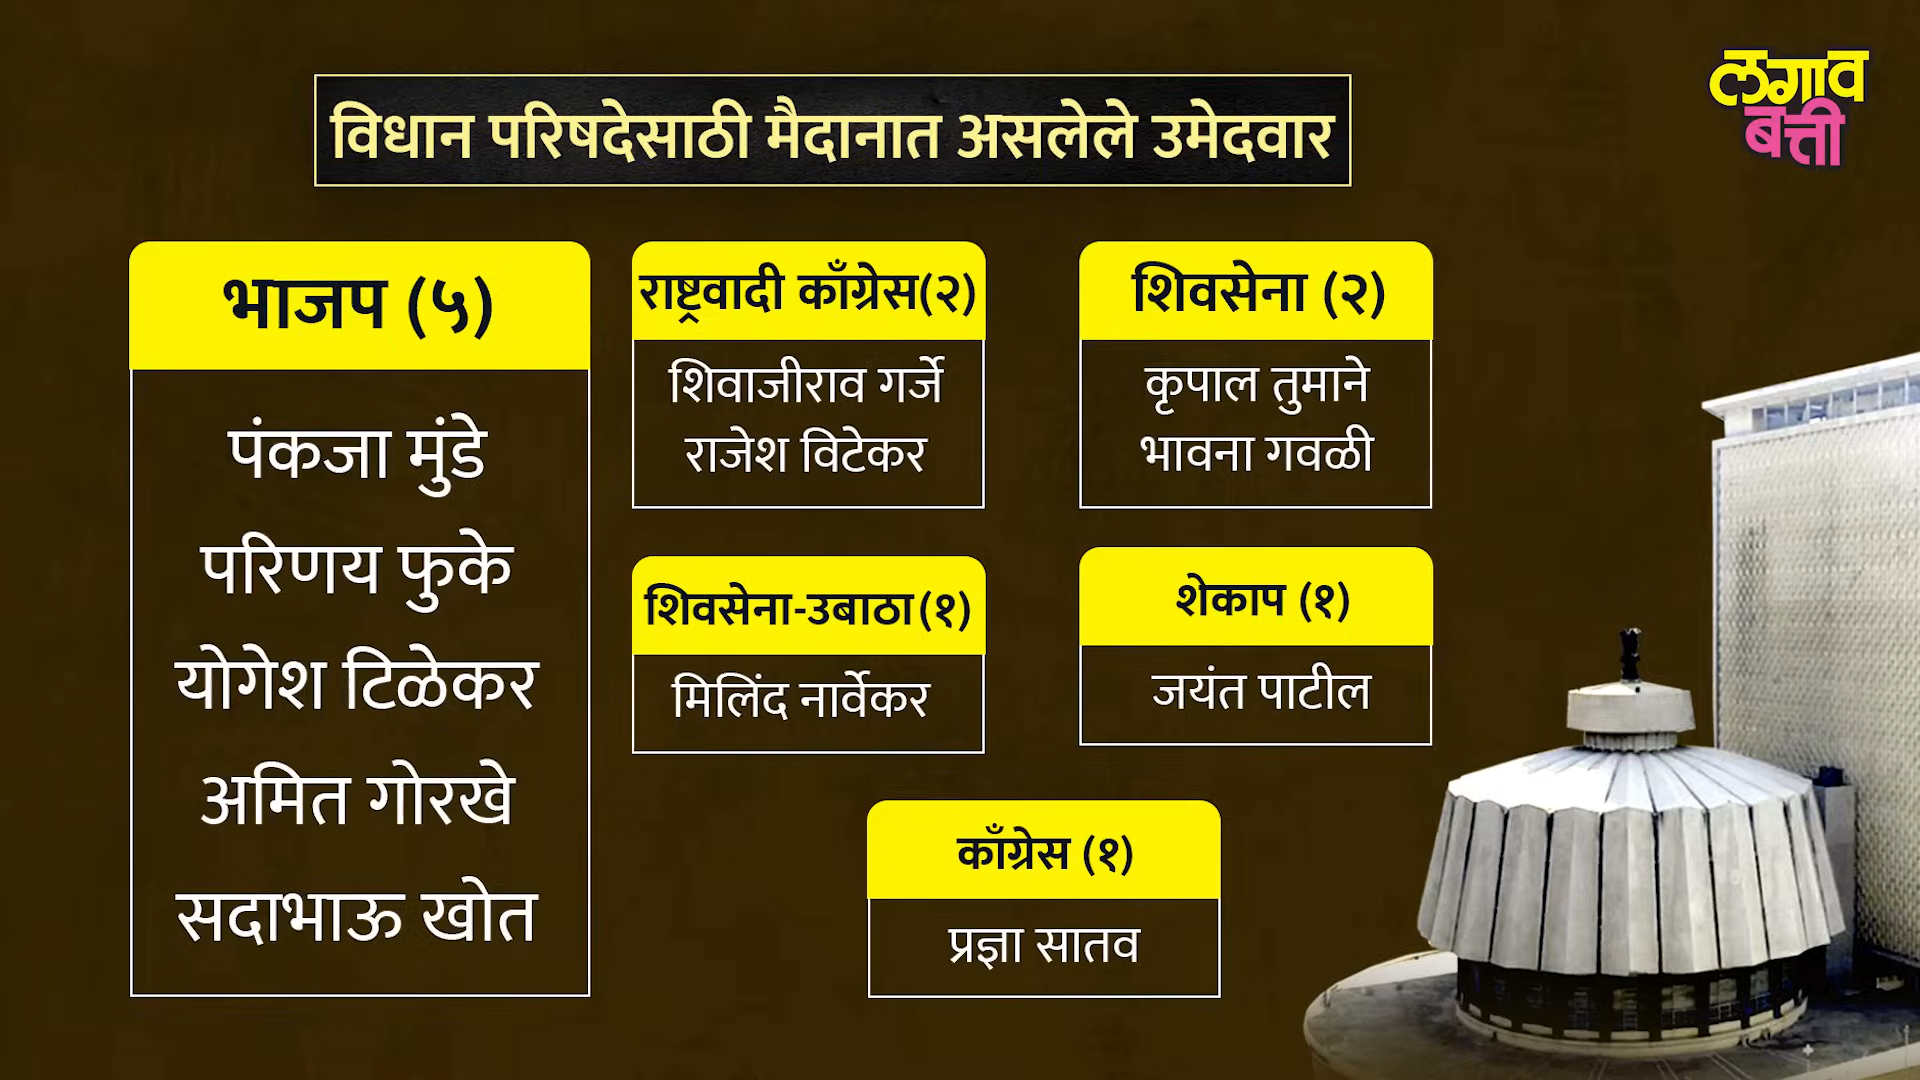 विधान परिषदेसाठी मैदानात असलेले उमेदवार
लगाव
बत्ती
भाजप (५)
पंकजा मुंडे
परिणय फुके
योगेश टिळेकर
अमित गोरखे
सदाभाऊ खोत
राष्ट्रवादी काँग्रेस(२)
शिवाजीराव गर्जे
राजेश विटेकर
शिवसेना (२)
कृपाल तुमाने
भावना गवळी
शिवसेना-उबाठा(१)
मिलिंद नार्वेकर
शेकाप (१)
जयंत पाटील
काँग्रेस (१)
प्रज्ञा सातव